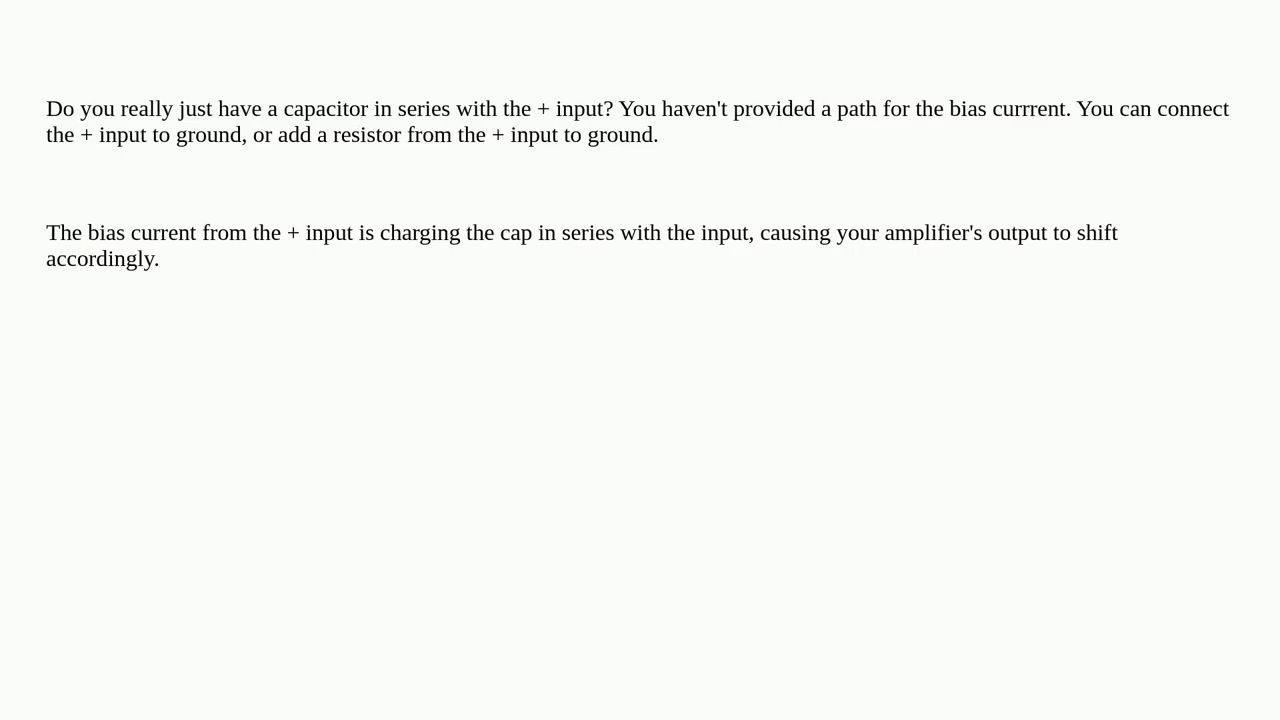 Do you really just have a capacitor in series with the + input? You haven't provided a path for the bias currrent. You can connect
the + input to ground, or add a resistor from the + input to ground.
The bias current from the + input is charging the cap in series with the input, causing your amplifier's output to shift
accordingly.